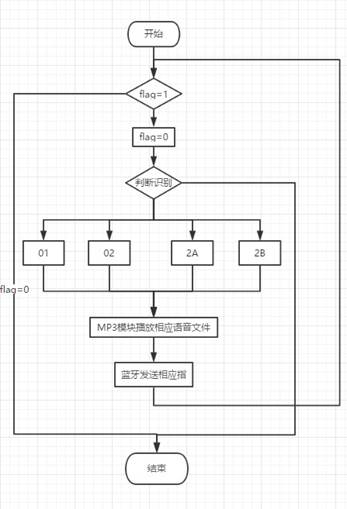 开始
flag=1
flag=0
判断识别
01
02
2A
2B
flag=0
MP3模块播放相应语音文件
蓝牙发送相应指
结束